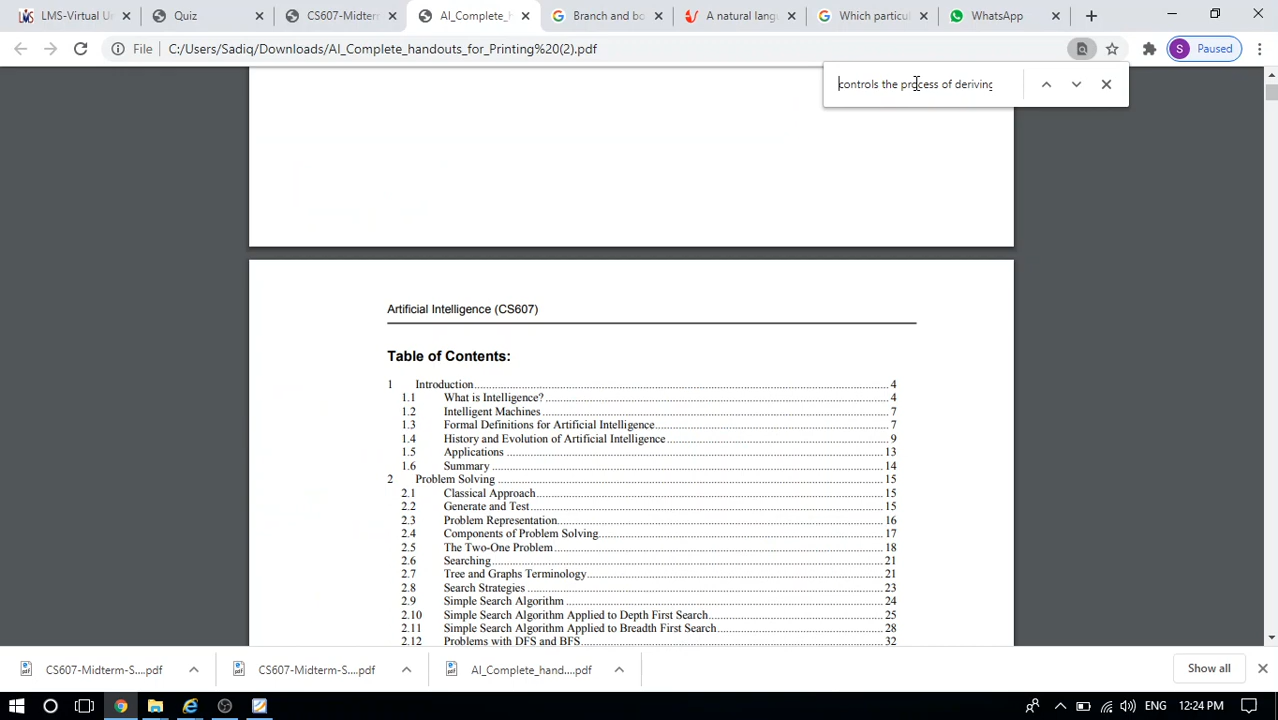 LMS-Virtual Un
Quiz
CS607-Midterm
AI_Complete_h
Branch and bo
A natural lang
Which particul
WhatsApp
File
C:/Users/Sadiq/Downloads/AI_Complete_handouts_for_Printing%20(2).pdf
S
Paused
controls the process of deriving
Artificial Intelligence (CS607)
Table of Contents:
1 Introduction 4
1.1 What is Intelligence? 4
1.2 Intelligent Machines 7
1.3 Formal Definitions for Artificial Intelligence 7
1.4 History and Evolution of Artificial Intelligence 9
1.5 Applications 13
1.6 Summary 14
2 Problem Solving 15
2.1 Classical Approach 15
2.2 Generate and Test 15
2.3 Problem Representation 16
2.4 Components of Problem Solving 17
2.5 The Two-One Problem 18
2.6 Searching 21
2.7 Tree and Graphs Terminology 21
2.8 Search Strategies 23
2.9 Simple Search Algorithm 24
2.10 Simple Search Algorithm Applied to Depth First Search 25
2.11 Simple Search Algorithm Applied to Breadth First Search 28
2.12 Problems with DFS and BFS 32
CS607-Midterm-S....pdf
CS607-Midterm-S....pdf
AI_Complete_hand....pdf
Show all
ENG
12:24 PM